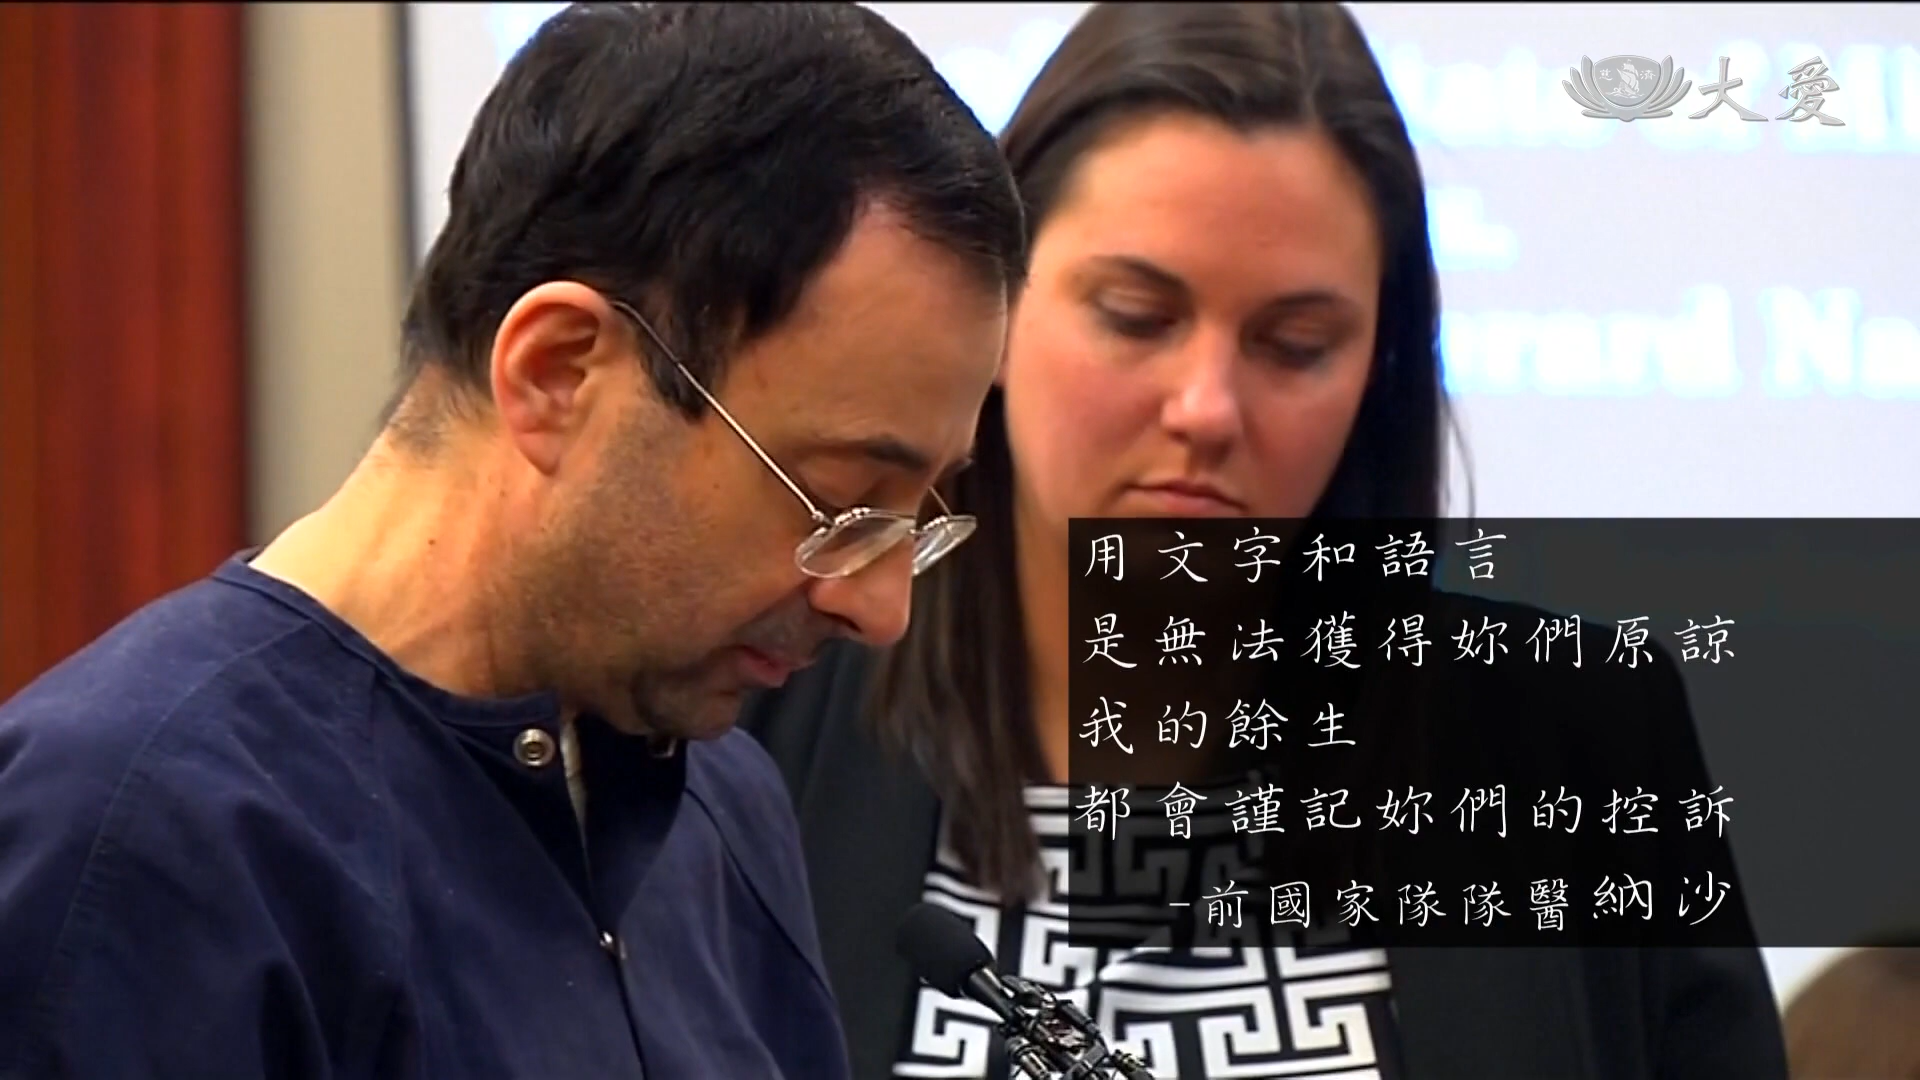 大愛
慈濟
用文字和語言
是無法獲得妳們原諒
我的餘生
都會謹記妳們的控訴
-前國家隊隊醫納沙